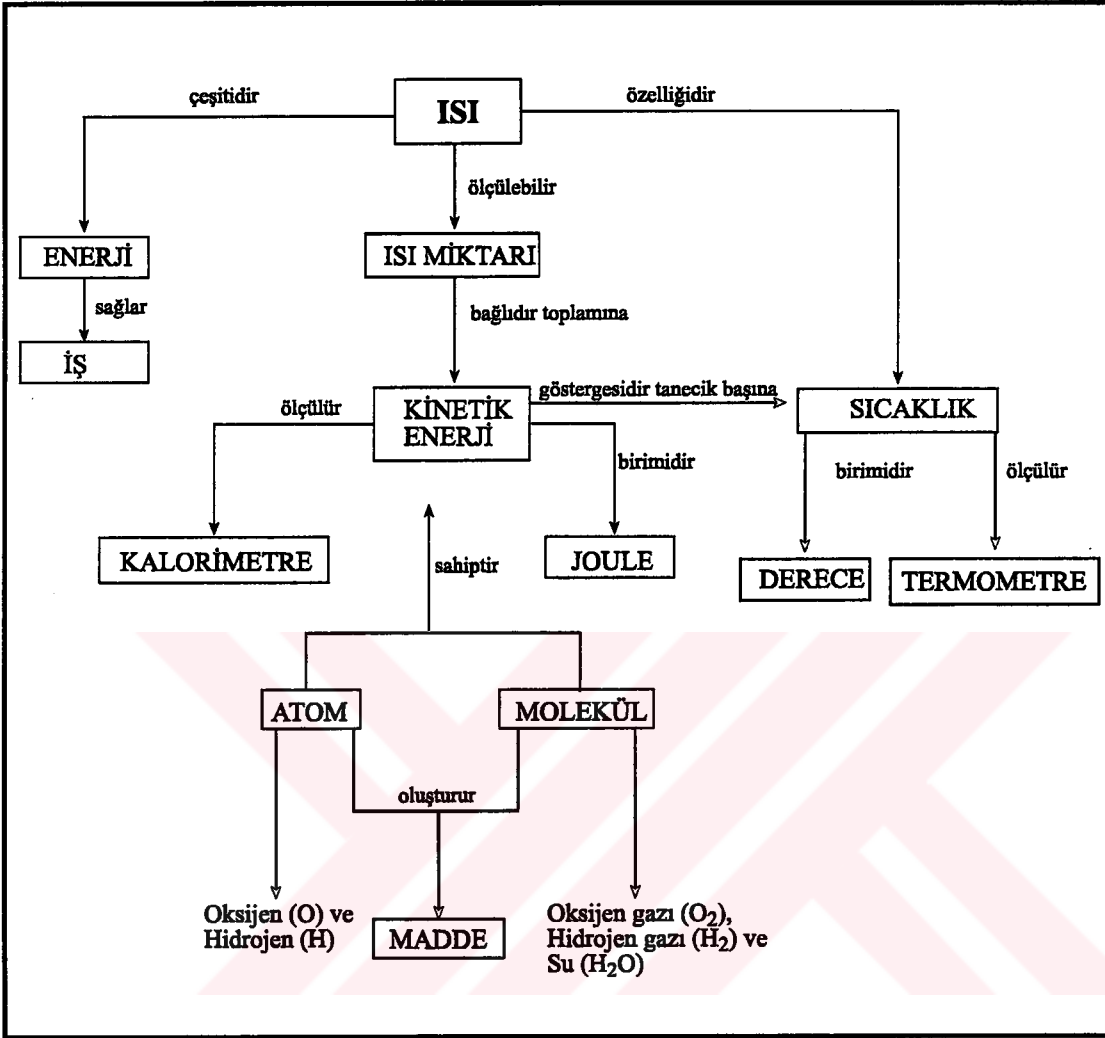 çeşitidir
ISI
özelliğidir
ölçülebilir
ENERJİ
ISI MİKTARI
sağlar
bağlıdır toplamına
İŞ
ölçülür
KİNETİK
ENERJİ
göstergesidir tanecik başına
SICAKLIK
birimidir
birimidir
ölçülür
KALORİMETRE
sahiptir
JOULE
DERECE
TERMOMETRE
ATOM
MOLEKÜL
oluşturur
Oksijen (O) ve
Hidrojen (H)
MADDE
Oksijen gazı (O₂),
Hidrojen gazı (H₂) ve
Su (H₂O)